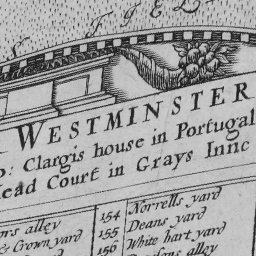 WESTMINSTER
: Clargis house in Portugal
ead Court in Grays Inne
alley
154 Norrells yard
& Crown yard
155 Deans yard
156 White hart yard
alley